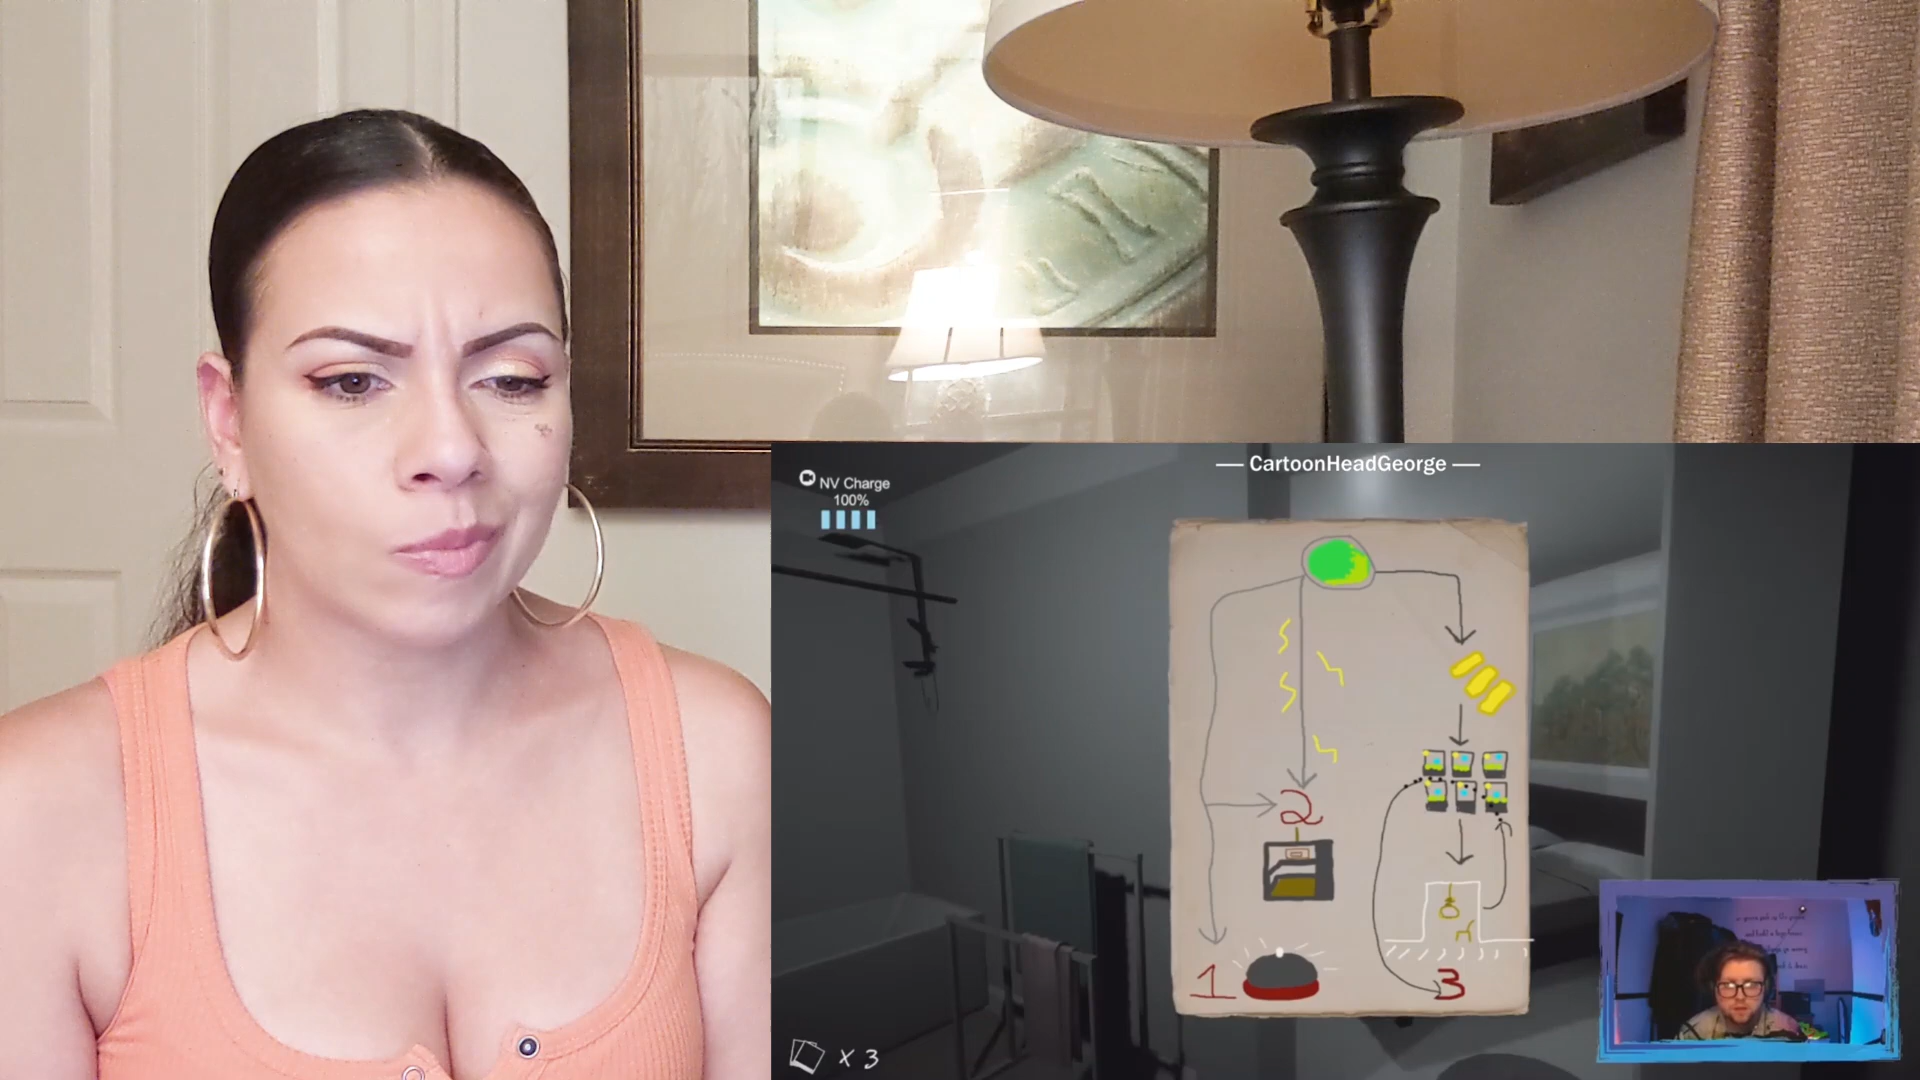 — CartoonHeadGeorge —
NV Charge
100%
2
1
3
x 3